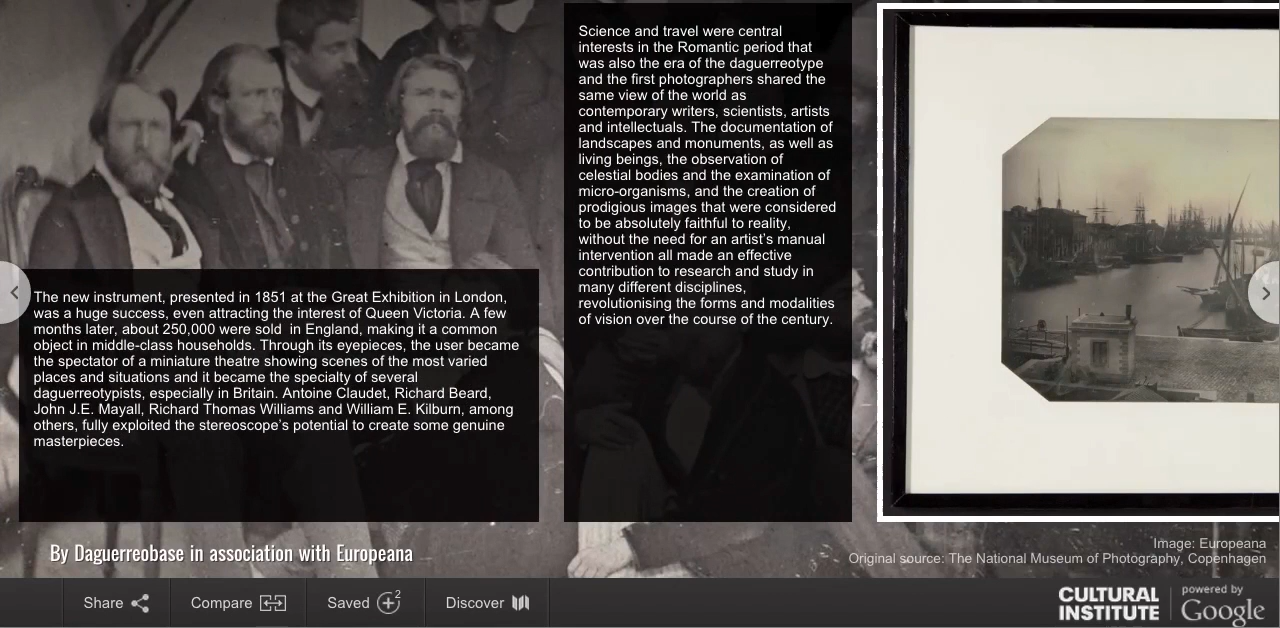 Science and travel were central
interests in the Romantic period that
was also the era of the daguerreotype
and the first photographers shared the
same view of the world as
contemporary writers, scientists, artists
and intellectuals. The documentation of
landscapes and monuments, as well as
living beings, the observation of
celestial bodies and the examination of
micro-organisms, and the creation of
prodigious images that were considered
to be absolutely faithful to reality,
without the need for an artist's manual
intervention all made an effective
contribution to research and study in
many different disciplines,
revolutionising the forms and modalities
of vision over the course of the century.
The new instrument, presented in 1851 at the Great Exhibition in London,
was a huge success, even attracting the interest of Queen Victoria. A few
months later, about 250,000 were sold  in England, making it a common
object in middle-class households. Through its eyepieces, the user became
the spectator of a miniature theatre showing scenes of the most varied
places and situations and it became the specialty of several
daguerreotypists, especially in Britain. Antoine Claudet, Richard Beard,
John J.E. Mayall, Richard Thomas Williams and William E. Kilburn, among
others, fully exploited the stereoscope's potential to create some genuine
masterpieces.
By Daguerreobase in association with Europeana
Image: Europeana
Original source: The National Museum of Photography, Copenhagen
Share
Compare
Saved 2
Discover
CULTURAL
INSTITUTE
powered by
Google